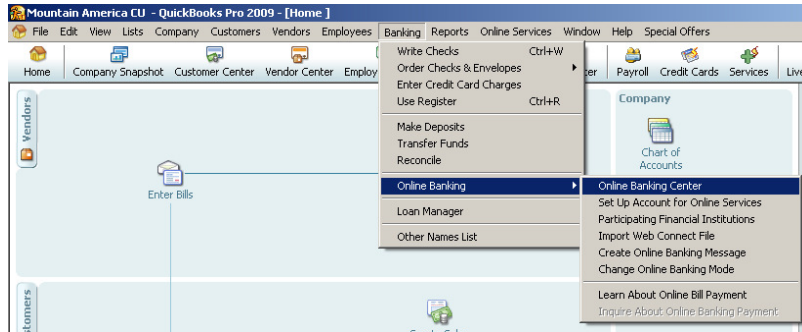 Mountain America CU - QuickBooks Pro 2009 - [Home ]
File Edit View Lists Company Customers Vendors Employees Banking Reports Online Services Window Help Special Offers
Home Company Snapshot Customer Center Vendor Center Employ
Payroll Credit Cards Services Live
Write Checks Ctrl+W
Order Checks & Envelopes
Enter Credit Card Charges
Use Register Ctrl+R
Make Deposits
Transfer Funds
Reconcile
Online Banking
Loan Manager
Other Names List
Online Banking Center
Set Up Account for Online Services
Participating Financial Institutions
Import Web Connect File
Create Online Banking Message
Change Online Banking Mode
Learn About Online Bill Payment
Inquire About Online Banking Payment
Vendors
Enter Bills
Company
Chart of
Accounts
tomers